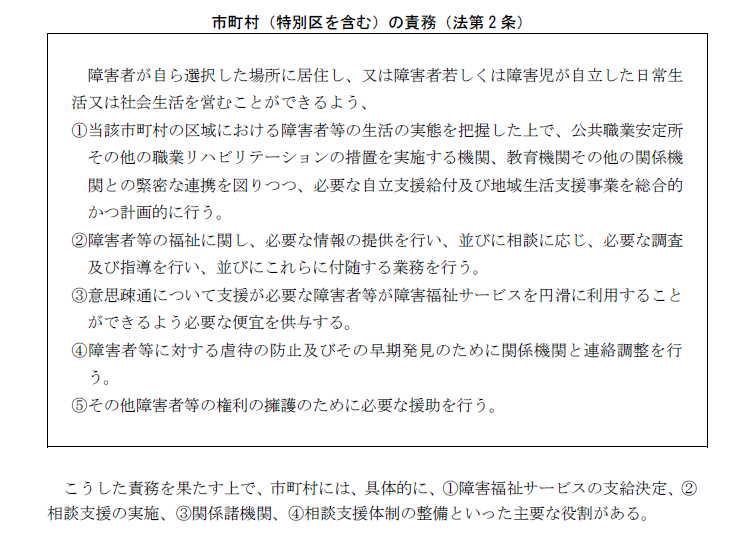 市町村（特別区を含む）の責務（法第２条）
障害者が自ら選択した場所に居住し、又は障害者若しくは障害児が自立した日常生
活又は社会生活を営むことができるよう、
①当該市町村の区域における障害者等の生活の実態を把握した上で、公共職業安定所
その他の職業リハビリテーションの措置を実施する機関、教育機関その他の関係機
関との緊密な連携を図りつつ、必要な自立支援給付及び地域生活支援事業を総合的
かつ計画的に行う。
②障害者等の福祉に関し、必要な情報の提供を行い、並びに相談に応じ、必要な調査
及び指導を行い、並びにこれらに付随する業務を行う。
③意思疎通について支援が必要な障害者等が障害福祉サービスを円滑に利用すること
ができるよう必要な便宜を供与する。
④障害者等に対する虐待の防止及びその早期発見のために関係機関と連絡調整を行
う。
⑤その他障害者等の権利の擁護のために必要な援助を行う。
こうした責務を果たす上で、市町村には、具体的に、①障害福祉サービスの支給決定、②
相談支援の実施、③関係諸機関、④相談支援体制の整備といった主要な役割がある。